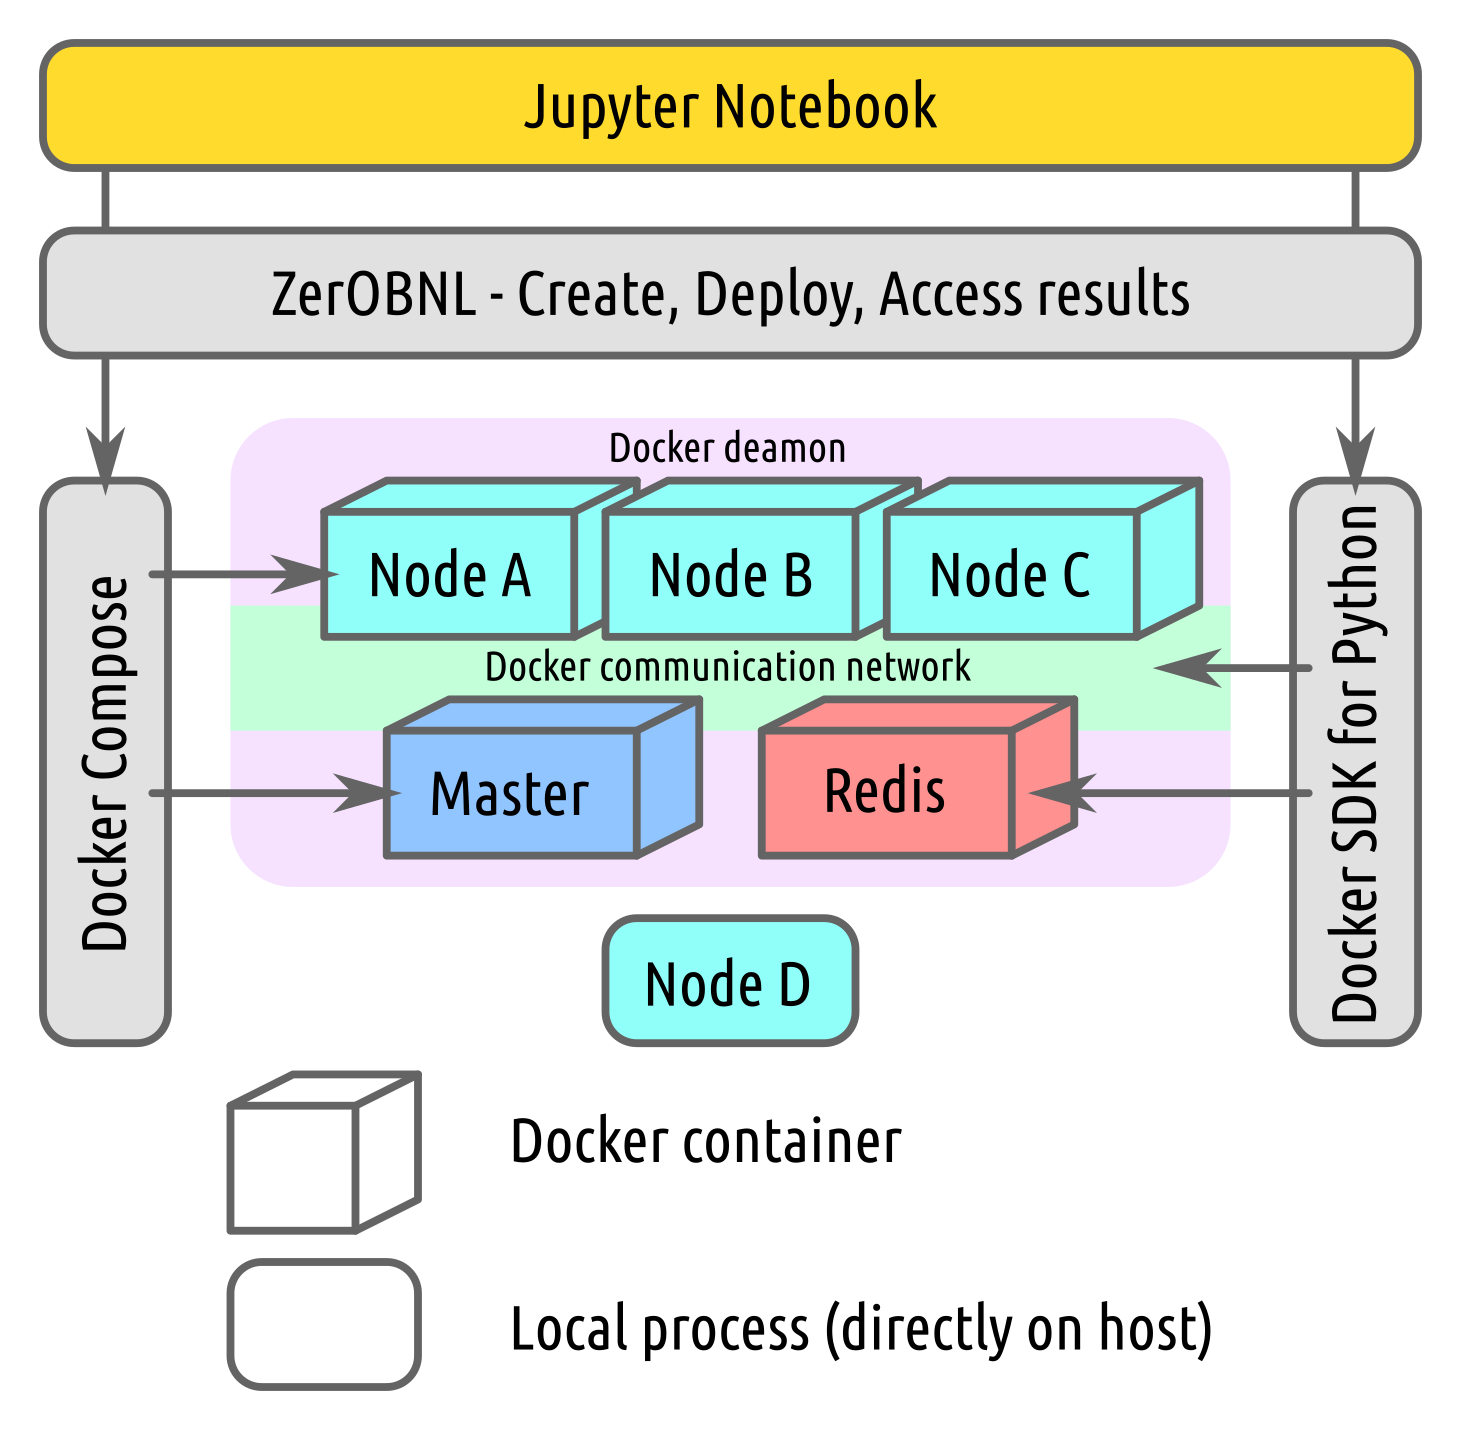 Jupyter Notebook
ZerOBNL - Create, Deploy, Access results
Docker deamon
Node A
Node B
Node C
Docker communication network
Master
Redis
Docker Compose
Docker SDK for Python
Node D
Docker container
Local process (directly on host)